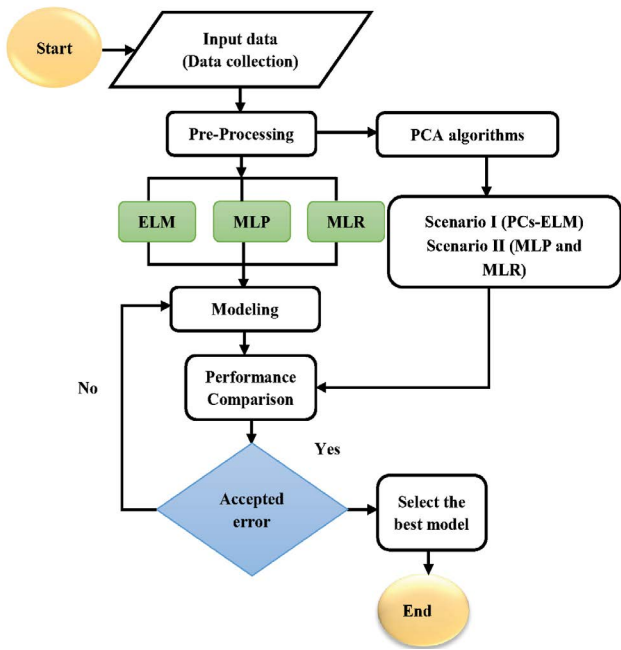 Start
Input data
(Data collection)
Pre-Processing
PCA algorithms
ELM
MLP
MLR
Scenario I (PCs-ELM)
Scenario II (MLP and
MLR)
Modeling
No
Performance
Comparison
Yes
Accepted
error
Select the
best model
End